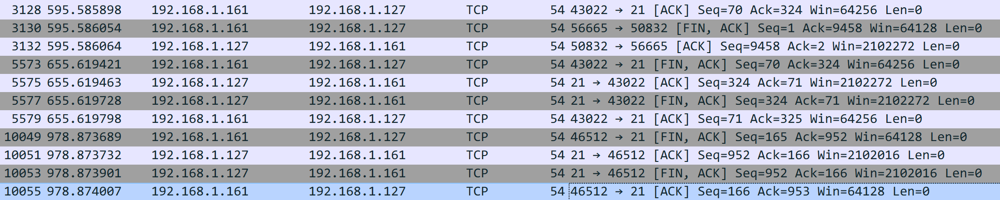 3128 595.585898 192.168.1.161 192.168.1.127 TCP 54 43022 → 21 [ACK] Seq=70 Ack=324 Win=64256 Len=0
3130 595.586054 192.168.1.161 192.168.1.127 TCP 54 56665 → 50832 [FIN, ACK] Seq=1 Ack=9458 Win=64128 Len=0
3132 595.586064 192.168.1.127 192.168.1.161 TCP 54 50832 → 56665 [ACK] Seq=9458 Ack=2 Win=2102272 Len=0
5573 655.619421 192.168.1.161 192.168.1.127 TCP 54 43022 → 21 [FIN, ACK] Seq=70 Ack=324 Win=64256 Len=0
5575 655.619463 192.168.1.127 192.168.1.161 TCP 54 21 → 43022 [ACK] Seq=324 Ack=71 Win=2102272 Len=0
5577 655.619728 192.168.1.127 192.168.1.161 TCP 54 21 → 43022 [FIN, ACK] Seq=324 Ack=71 Win=2102272 Len=0
5579 655.619798 192.168.1.161 192.168.1.127 TCP 54 43022 → 21 [ACK] Seq=71 Ack=325 Win=64256 Len=0
10049 978.873689 192.168.1.161 192.168.1.127 TCP 54 46512 → 21 [FIN, ACK] Seq=165 Ack=952 Win=64128 Len=0
10051 978.873732 192.168.1.127 192.168.1.161 TCP 54 21 → 46512 [ACK] Seq=952 Ack=166 Win=2102016 Len=0
10053 978.873901 192.168.1.127 192.168.1.161 TCP 54 21 → 46512 [FIN, ACK] Seq=952 Ack=166 Win=2102016 Len=0
10055 978.874007 192.168.1.161 192.168.1.127 TCP 54 46512 → 21 [ACK] Seq=166 Ack=953 Win=64128 Len=0